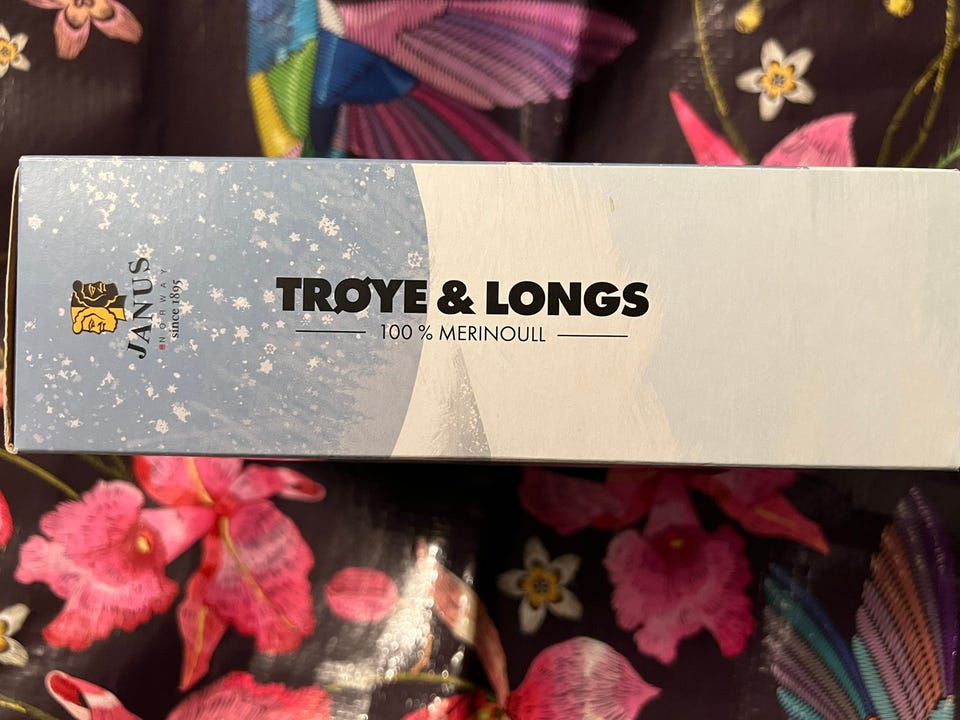 JANUS
NORWAY
since 1895
TRØYE & LONGS
100 % MERINOULL